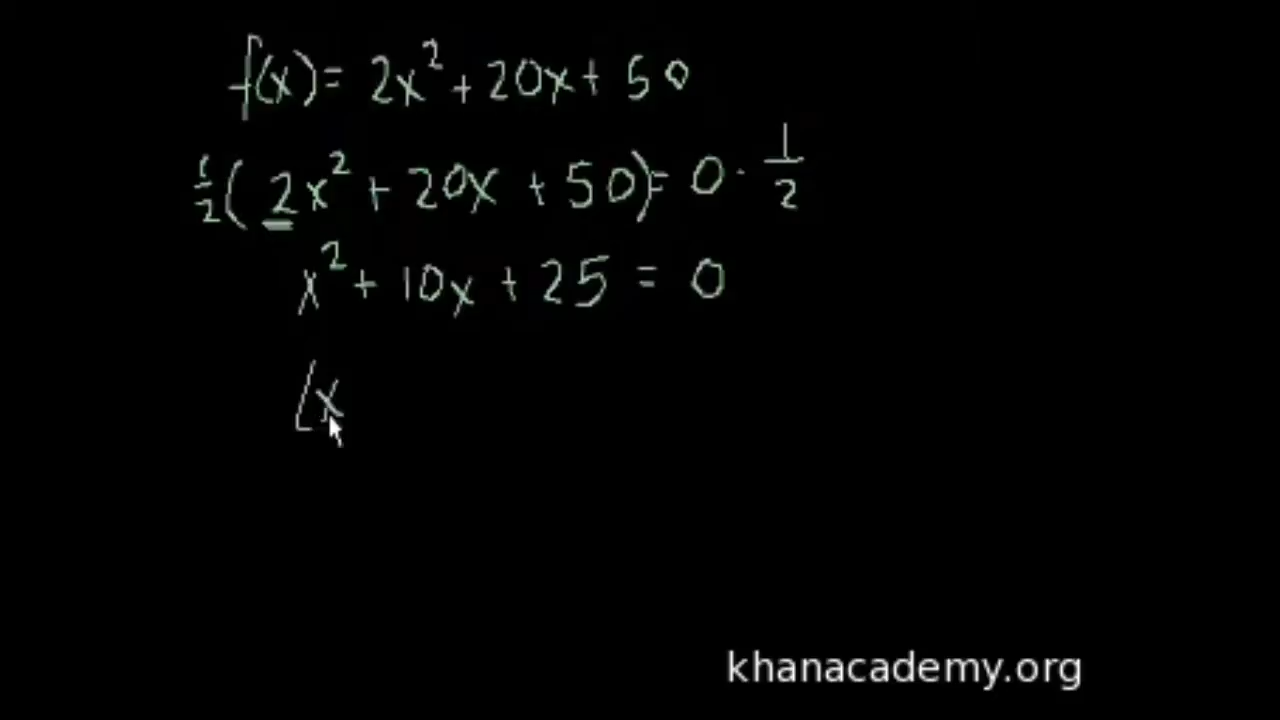 f(x) = 2x² + 20x + 50
½(2x² + 20x + 50) = 0 · ½
x² + 10x + 25 = 0
(x
khanacademy.org